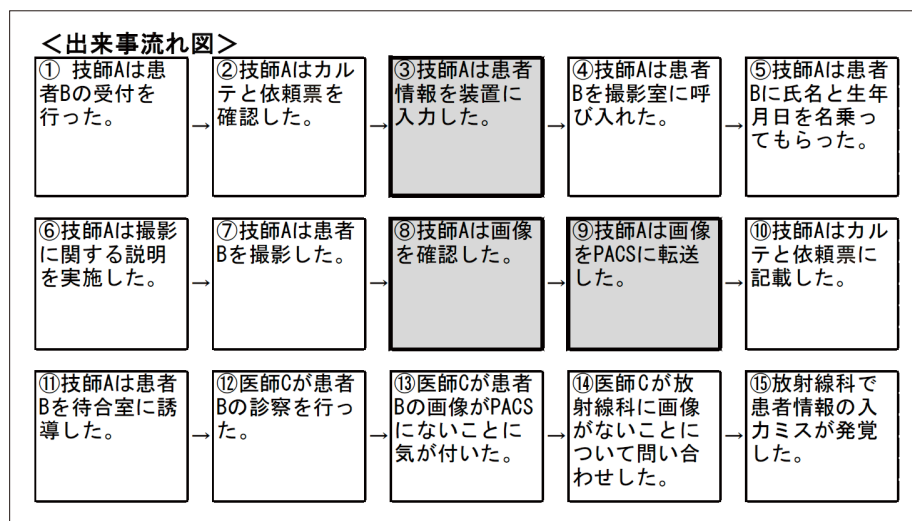 ＜出来事流れ図＞
① 技師Aは患
者Bの受付を
行った。
→
②技師Aはカル
テと依頼票を
確認した。
→
③技師Aは患者
情報を装置に
入力した。
→
④技師Aは患者
Bを撮影室に呼
び入れた。
→
⑤技師Aは患者
Bに氏名と生年
月日を名乗っ
てもらった。
⑥技師Aは撮影
に関する説明
を実施した。
→
⑦技師Aは患者
Bを撮影した。
→
⑧技師Aは画像
を確認した。
→
⑨技師Aは画像
をPACSに転送
した。
→
⑩技師Aはカル
テと依頼票に
記載した。
⑪技師Aは患者
Bを待合室に誘
導した。
→
⑫医師Cが患者
Bの診察を行っ
た。
→
⑬医師Cが患者
Bの画像がPACS
にないことに
気が付いた。
→
⑭医師Cが放
射線科に画像
がないことに
ついて問い合
わせした。
→
⑮放射線科で
患者情報の入
力ミスが発覚
した。